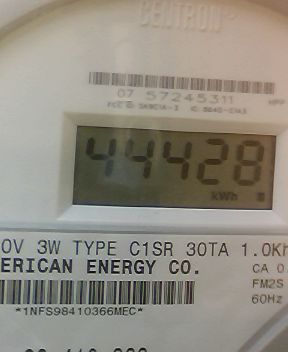 CENTRON
07 57245311 HPP
44428
kWh
0V 3W TYPE C1SR 30TA 1.0Kh
ERICAN ENERGY CO.
CA 0.
FM2S
60Hz
*1NFS98410366MEC*